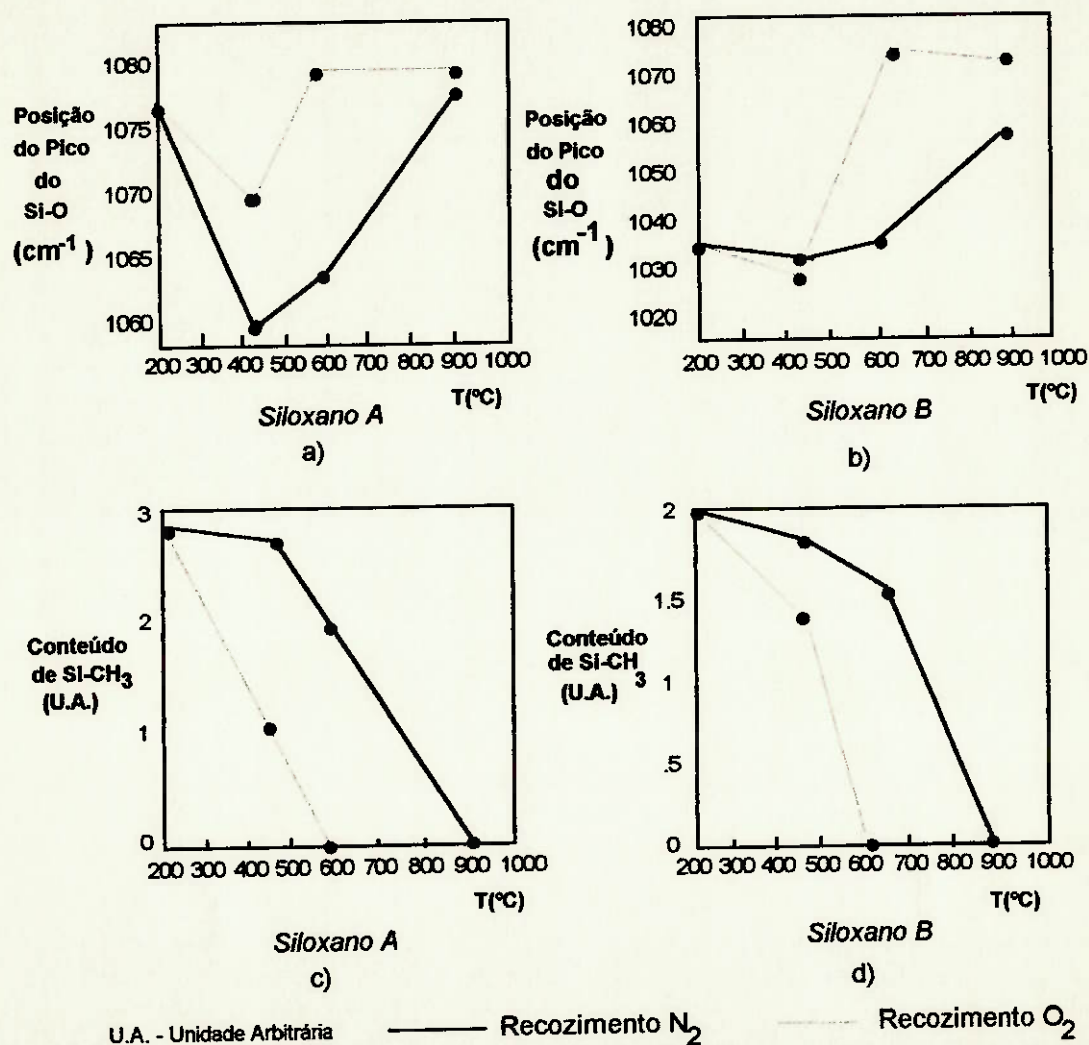 1080
1075
1070
1065
1060
Posição
do Pico
do
Si-O
(cm-1)
200 300 400 500 600 700 800 900 1000
T(ºC)
Siloxano A
a)
1080
1070
1060
1050
1040
1030
1020
Posição
do Pico
do
Si-O
(cm-1)
200 300 400 500 600 700 800 900 1000
T(ºC)
Siloxano B
b)
3
2
1
0
Conteúdo
de Si-CH3
(U.A.)
200 300 400 500 600 700 800 900 1000
T(ºC)
Siloxano A
c)
2
1.5
1
.5
0
Conteúdo
de Si-CH3
(U.A.)
200 300 400 500 600 700 800 900 1000
T(ºC)
Siloxano B
d)
U.A. - Unidade Arbitrária Recozimento N2 Recozimento O2